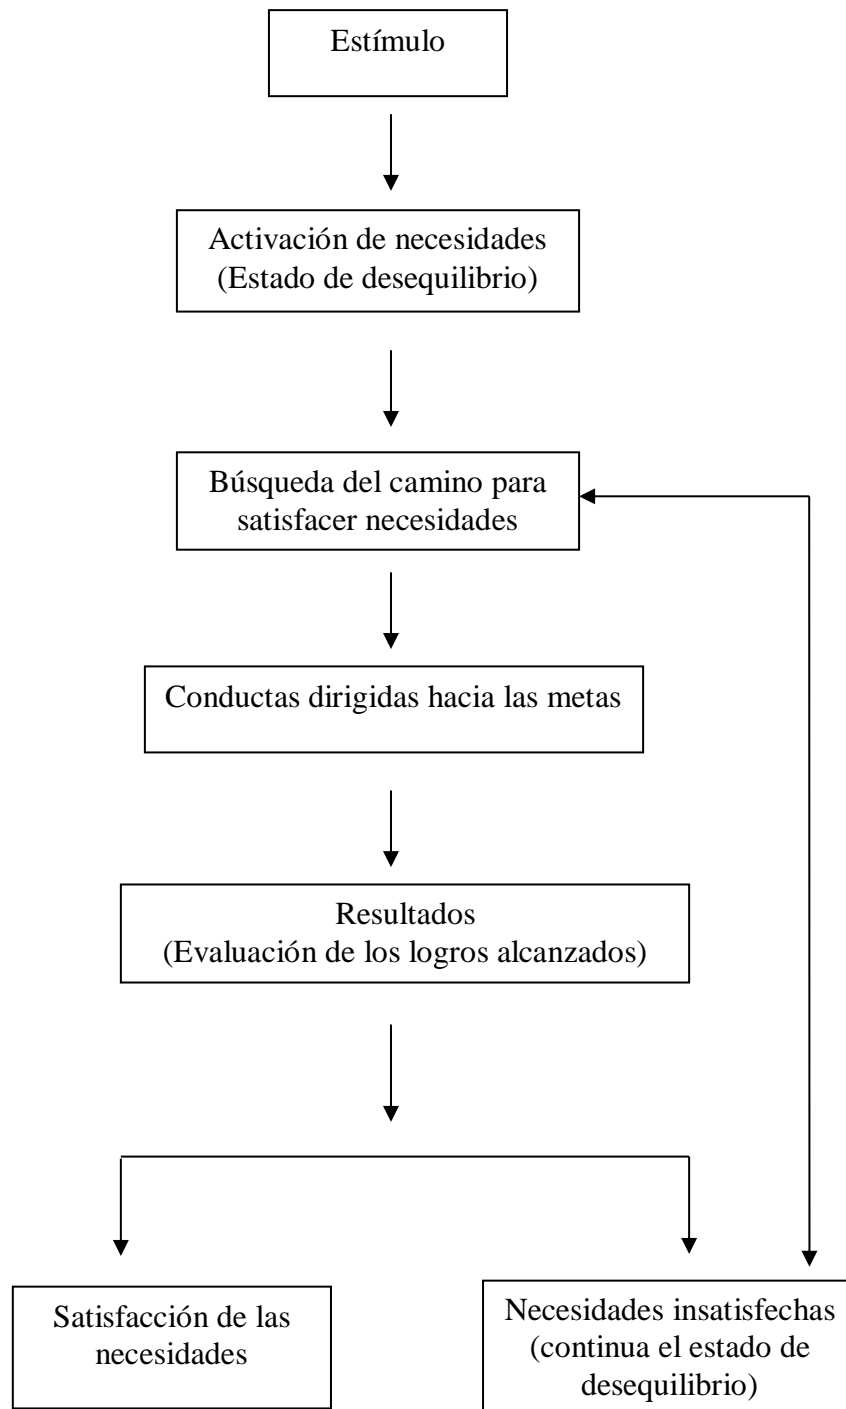 Estímulo
Activación de necesidades
(Estado de desequilibrio)
Búsqueda del camino para
satisfacer necesidades
Conductas dirigidas hacia las metas
Resultados
(Evaluación de los logros alcanzados)
Satisfacción de las
necesidades
Necesidades insatisfechas
(continua el estado de
desequilibrio)